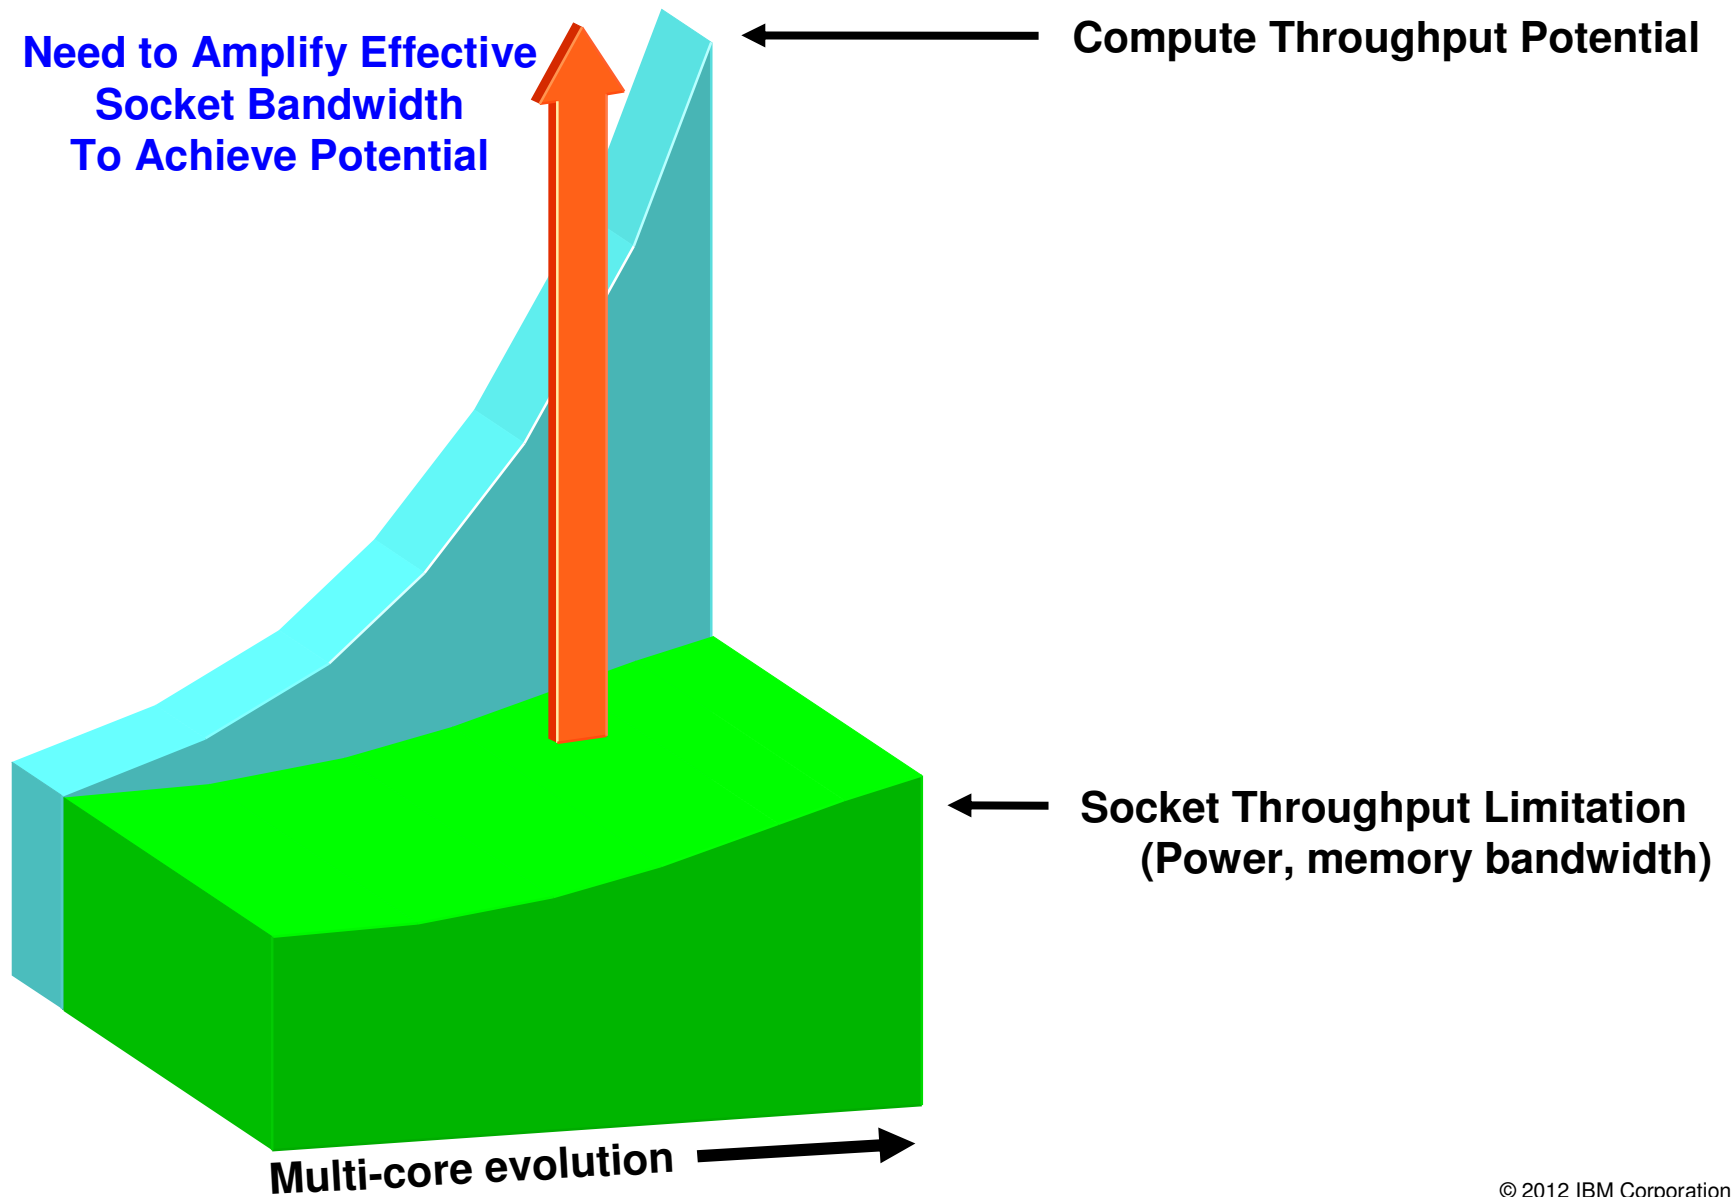 Need to Amplify Effective
Socket Bandwidth
To Achieve Potential
Compute Throughput Potential
Socket Throughput Limitation
(Power, memory bandwidth)
Multi-core evolution
© 2012 IBM Corporation